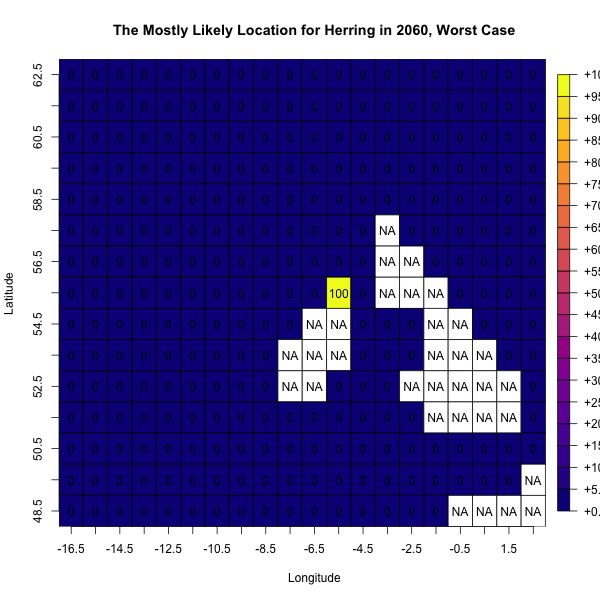 The Mostly Likely Location for Herring in 2060, Worst Case
Latitude
62.5
60.5
58.5
56.5
54.5
52.5
50.5
48.5
0 0 0 0 0 0 0 0 0 0 0 0 0 0 0 0 0 0 0 0
0 0 0 0 0 0 0 0 0 0 0 0 0 0 0 0 0 0 0 0
0 0 0 0 0 0 0 0 0 0 0 0 0 0 0 0 0 0 0 0
0 0 0 0 0 0 0 0 0 0 0 0 0 0 0 0 0 0 0 0
0 0 0 0 0 0 0 0 0 0 0 0 0 0 0 0 0 0 0 0
0 0 0 0 0 0 0 0 0 0 0 0 0 NA 0 0 0 0 0 0
0 0 0 0 0 0 0 0 0 0 0 0 0 NA NA 0 0 0 0 0
0 0 0 0 0 0 0 0 0 0 0 100 0 NA NA NA 0 0 0 0
0 0 0 0 0 0 0 0 0 0 NA NA 0 0 0 NA NA 0 0 0
0 0 0 0 0 0 0 0 0 NA NA NA 0 0 0 NA NA NA 0 0
0 0 0 0 0 0 0 0 0 NA NA 0 0 0 NA NA NA NA NA 0
0 0 0 0 0 0 0 0 0 0 0 0 0 0 0 NA NA NA NA 0
0 0 0 0 0 0 0 0 0 0 0 0 0 0 0 0 0 0 0 0
0 0 0 0 0 0 0 0 0 0 0 0 0 0 0 0 0 0 0 NA
0 0 0 0 0 0 0 0 0 0 0 0 0 0 0 0 NA NA NA NA
-16.5 -14.5 -12.5 -10.5 -8.5 -6.5 -4.5 -2.5 -0.5 1.5
Longitude
+10
+95
+90
+85
+80
+75
+70
+65
+60
+55
+50
+45
+40
+35
+30
+25
+20
+15
+10
+5.
+0.